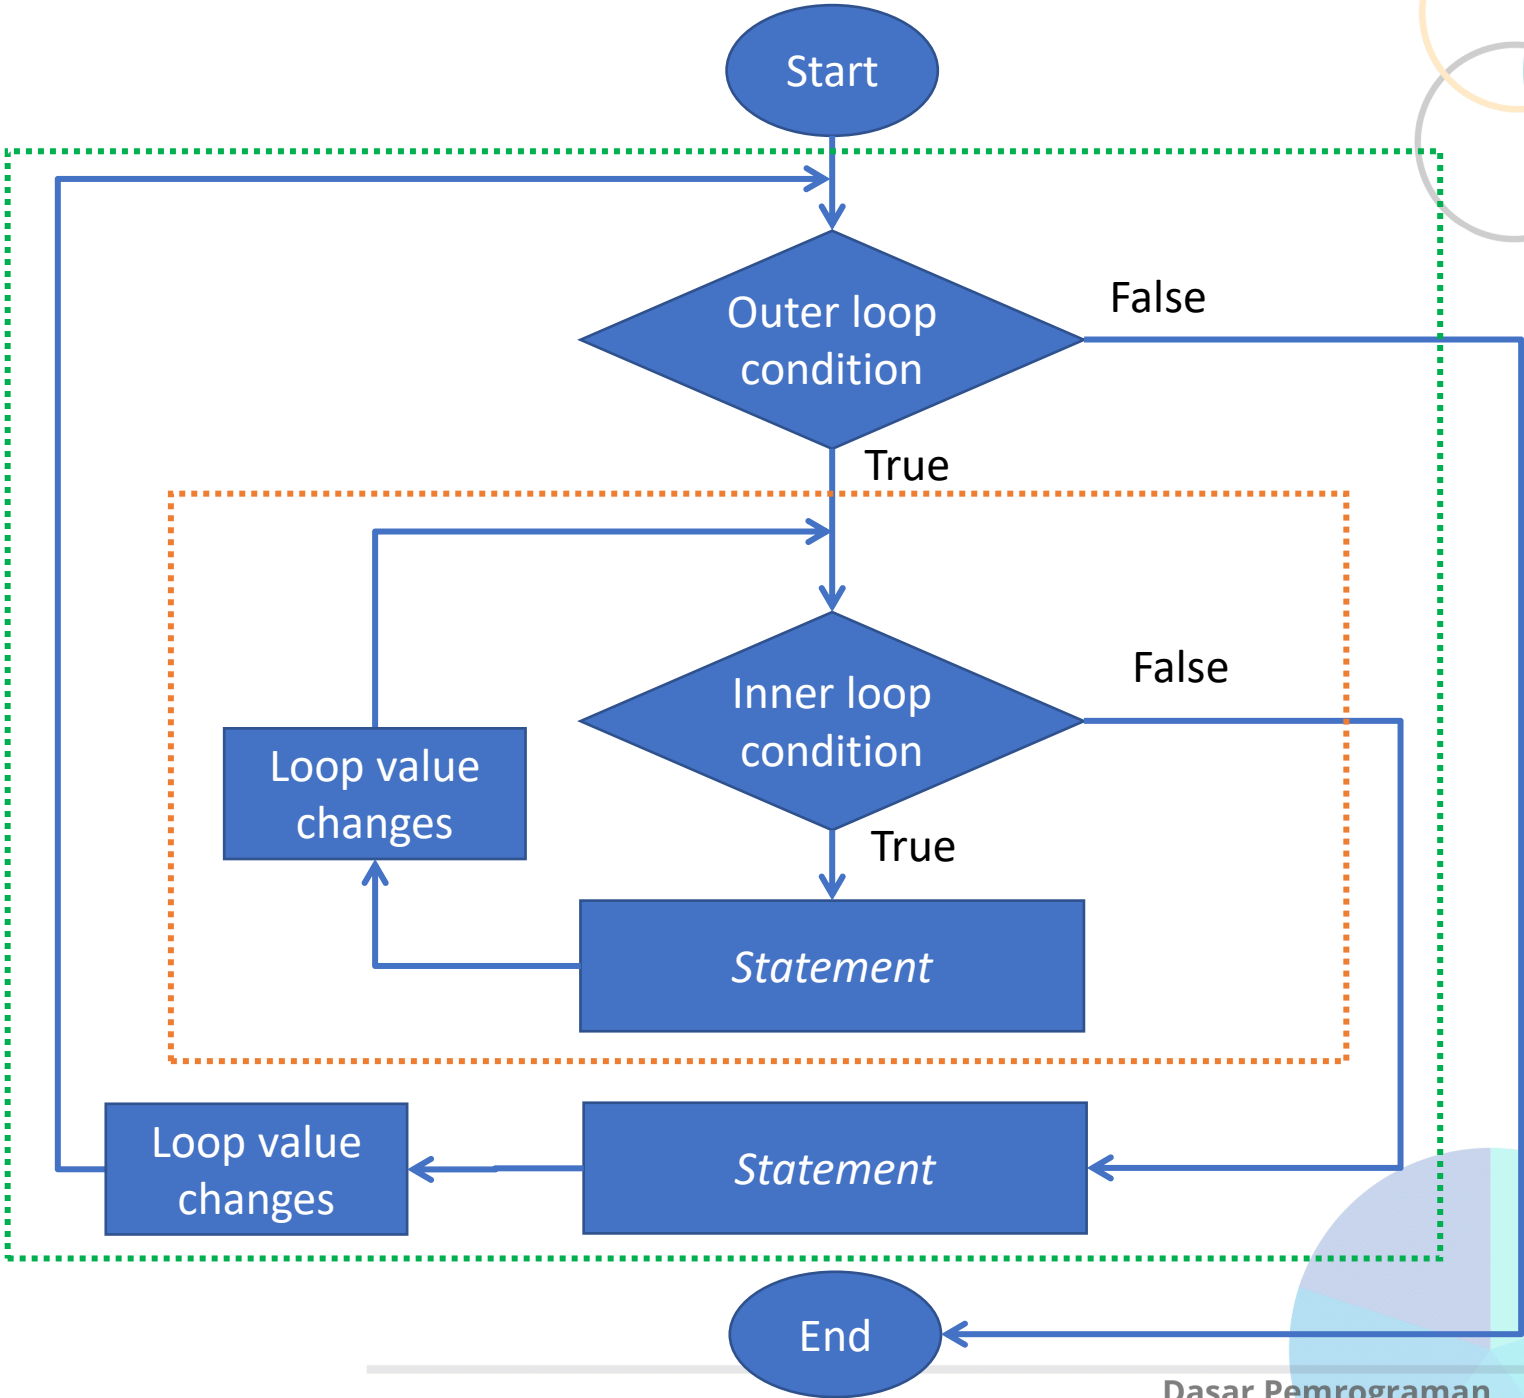 Start
Outer loop
condition
False
True
Inner loop
condition
False
Loop value
changes
True
Statement
Loop value
changes
Statement
End
Dasar Pemrograman